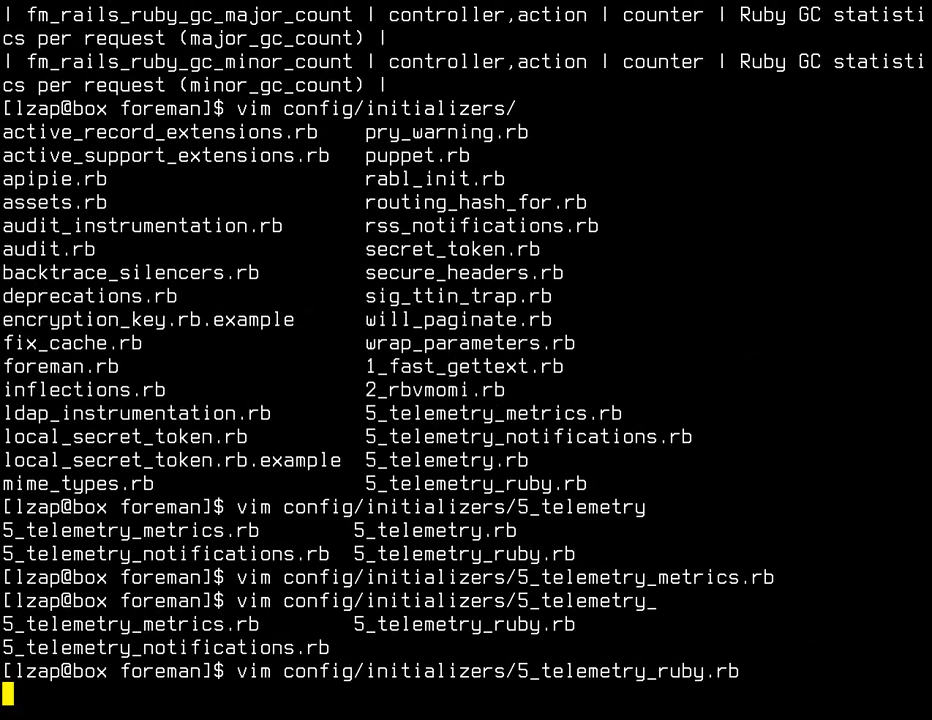 | fm_rails_ruby_gc_major_count | controller,action | counter | Ruby GC statisti
cs per request (major_gc_count) |
| fm_rails_ruby_gc_minor_count | controller,action | counter | Ruby GC statisti
cs per request (minor_gc_count) |
[lzap@box foreman]$ vim config/initializers/
active_record_extensions.rb    pry_warning.rb
active_support_extensions.rb   puppet.rb
apipie.rb                      rabl_init.rb
assets.rb                      routing_hash_for.rb
audit_instrumentation.rb       rss_notifications.rb
audit.rb                       secret_token.rb
backtrace_silencers.rb         secure_headers.rb
deprecations.rb                sig_ttin_trap.rb
encryption_key.rb.example      will_paginate.rb
fix_cache.rb                   wrap_parameters.rb
foreman.rb                     1_fast_gettext.rb
inflections.rb                 2_rbvmomi.rb
ldap_instrumentation.rb        5_telemetry_metrics.rb
local_secret_token.rb          5_telemetry_notifications.rb
local_secret_token.rb.example  5_telemetry.rb
mime_types.rb                  5_telemetry_ruby.rb
[lzap@box foreman]$ vim config/initializers/5_telemetry
5_telemetry_metrics.rb        5_telemetry.rb
5_telemetry_notifications.rb  5_telemetry_ruby.rb
[lzap@box foreman]$ vim config/initializers/5_telemetry_metrics.rb
[lzap@box foreman]$ vim config/initializers/5_telemetry_
5_telemetry_metrics.rb        5_telemetry_ruby.rb
5_telemetry_notifications.rb
[lzap@box foreman]$ vim config/initializers/5_telemetry_ruby.rb